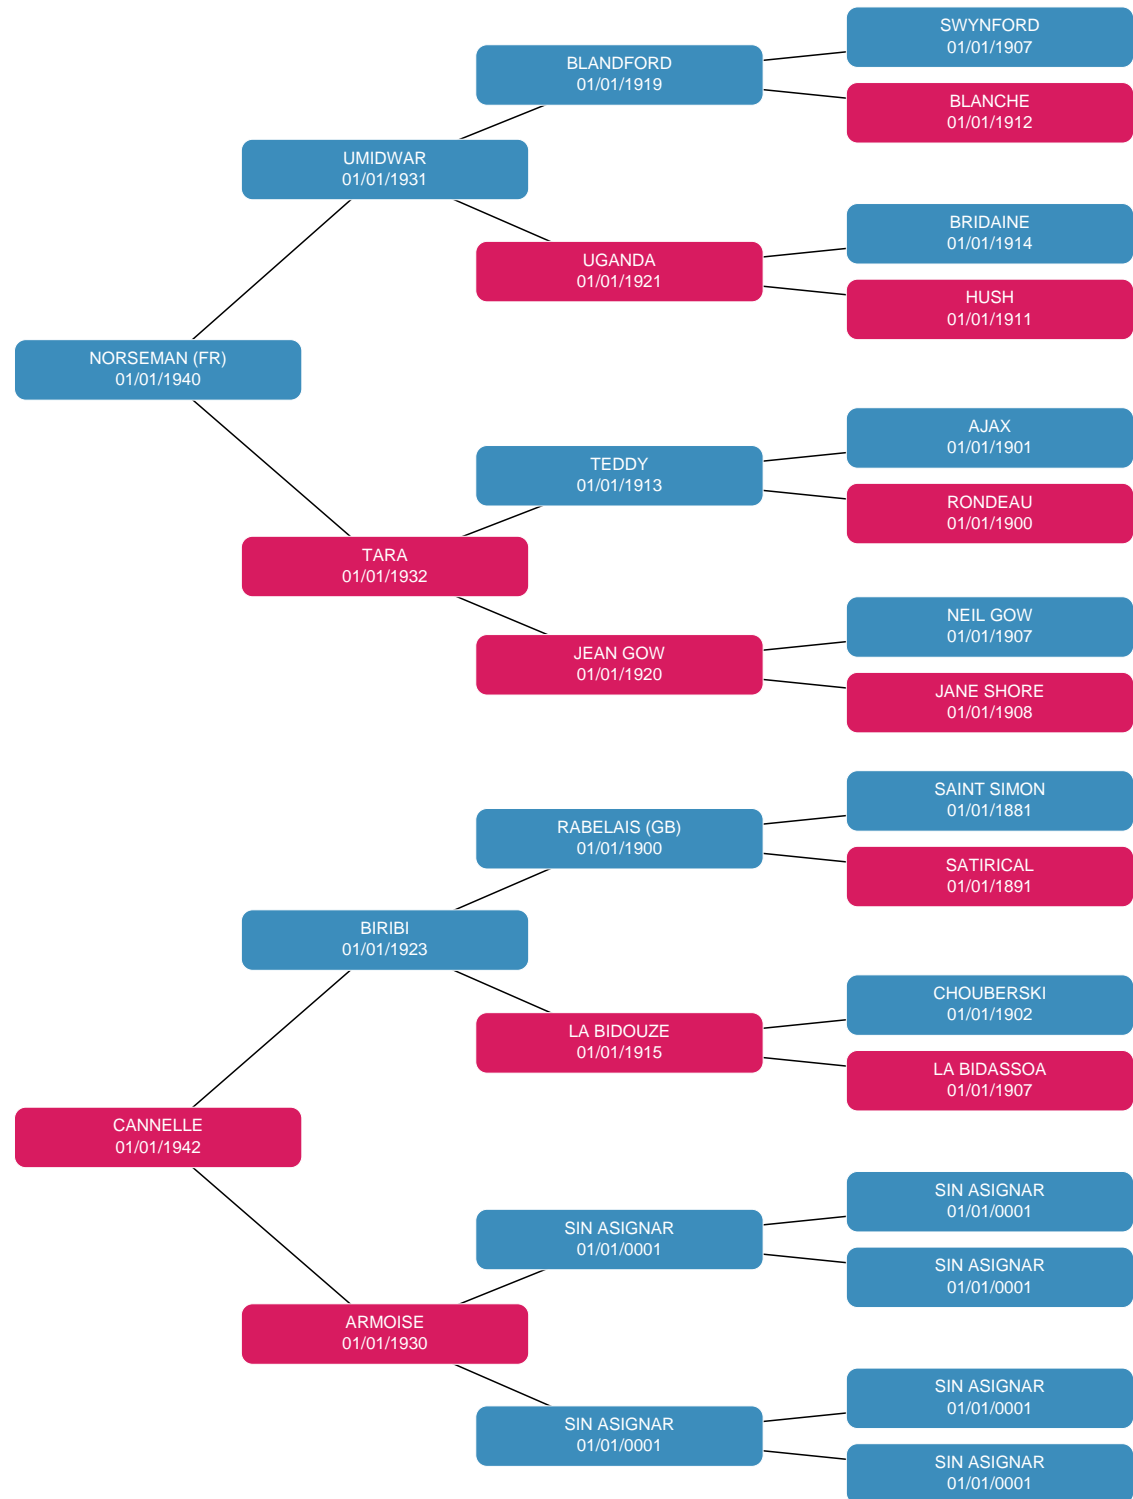 SWYNFORD
01/01/1907
BLANDFORD
01/01/1919
BLANCHE
01/01/1912
UMIDWAR
01/01/1931
BRIDAINE
01/01/1914
UGANDA
01/01/1921
HUSH
01/01/1911
NORSEMAN (FR)
01/01/1940
AJAX
01/01/1901
TEDDY
01/01/1913
RONDEAU
01/01/1900
TARA
01/01/1932
NEIL GOW
01/01/1907
JEAN GOW
01/01/1920
JANE SHORE
01/01/1908
SAINT SIMON
01/01/1881
RABELAIS (GB)
01/01/1900
SATIRICAL
01/01/1891
BIRIBI
01/01/1923
CHOUBERSKI
01/01/1902
LA BIDOUZE
01/01/1915
LA BIDASSOA
01/01/1907
CANNELLE
01/01/1942
SIN ASIGNAR
01/01/0001
SIN ASIGNAR
01/01/0001
SIN ASIGNAR
01/01/0001
ARMOISE
01/01/1930
SIN ASIGNAR
01/01/0001
SIN ASIGNAR
01/01/0001
SIN ASIGNAR
01/01/0001